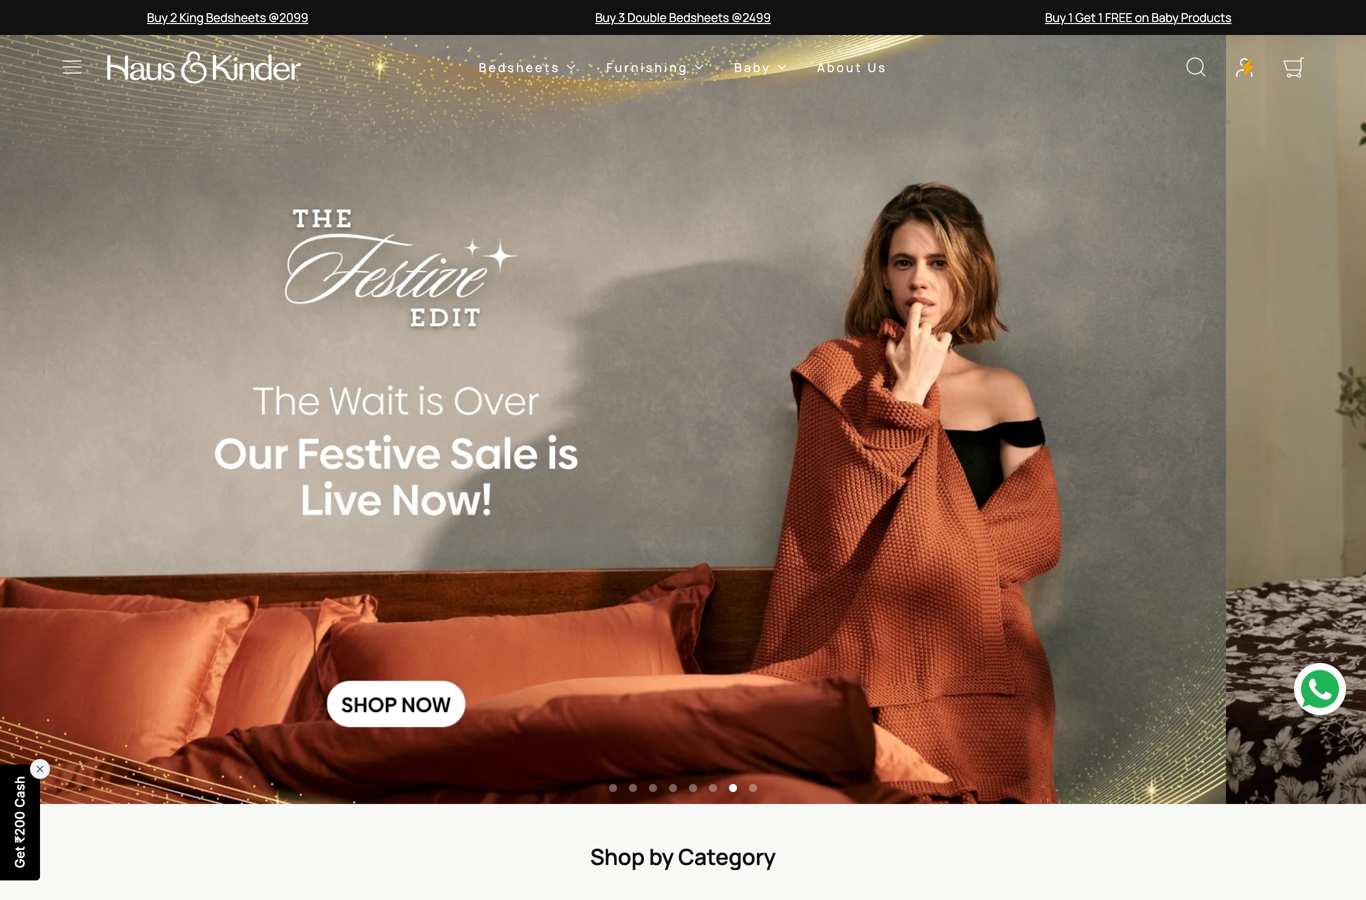 Buy 2 King Bedsheets @2099
Buy 3 Double Bedsheets @2499
Buy 1 Get 1 FREE on Baby Products
Haus & Kinder
Bedsheets
Furnishing
Baby
About Us
THE
Festive
EDIT
The Wait is Over
Our Festive Sale is
Live Now!
SHOP NOW
Get ₹200 Cash
Shop by Category